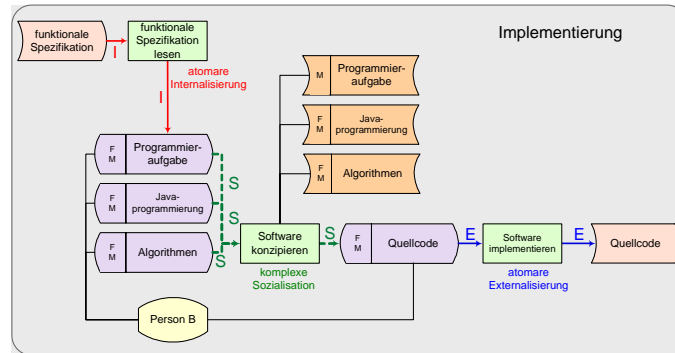 Implementierung
funktionale
Spezifikation
I
funktionale
Spezifikation
lesen
atomare
Internalisierung
I
M
Programmier-
aufgabe
F
M
Java-
programmierung
F
M
Algorithmen
F
M
Programmier-
aufgabe
S
F
M
Java-
programmierung
S
F
M
Algorithmen
S
Software
konzipieren
komplexe
Sozialisation
S
F
M
Quellcode
E
Software
implementieren
atomare
Externalisierung
E
Quellcode
Person B